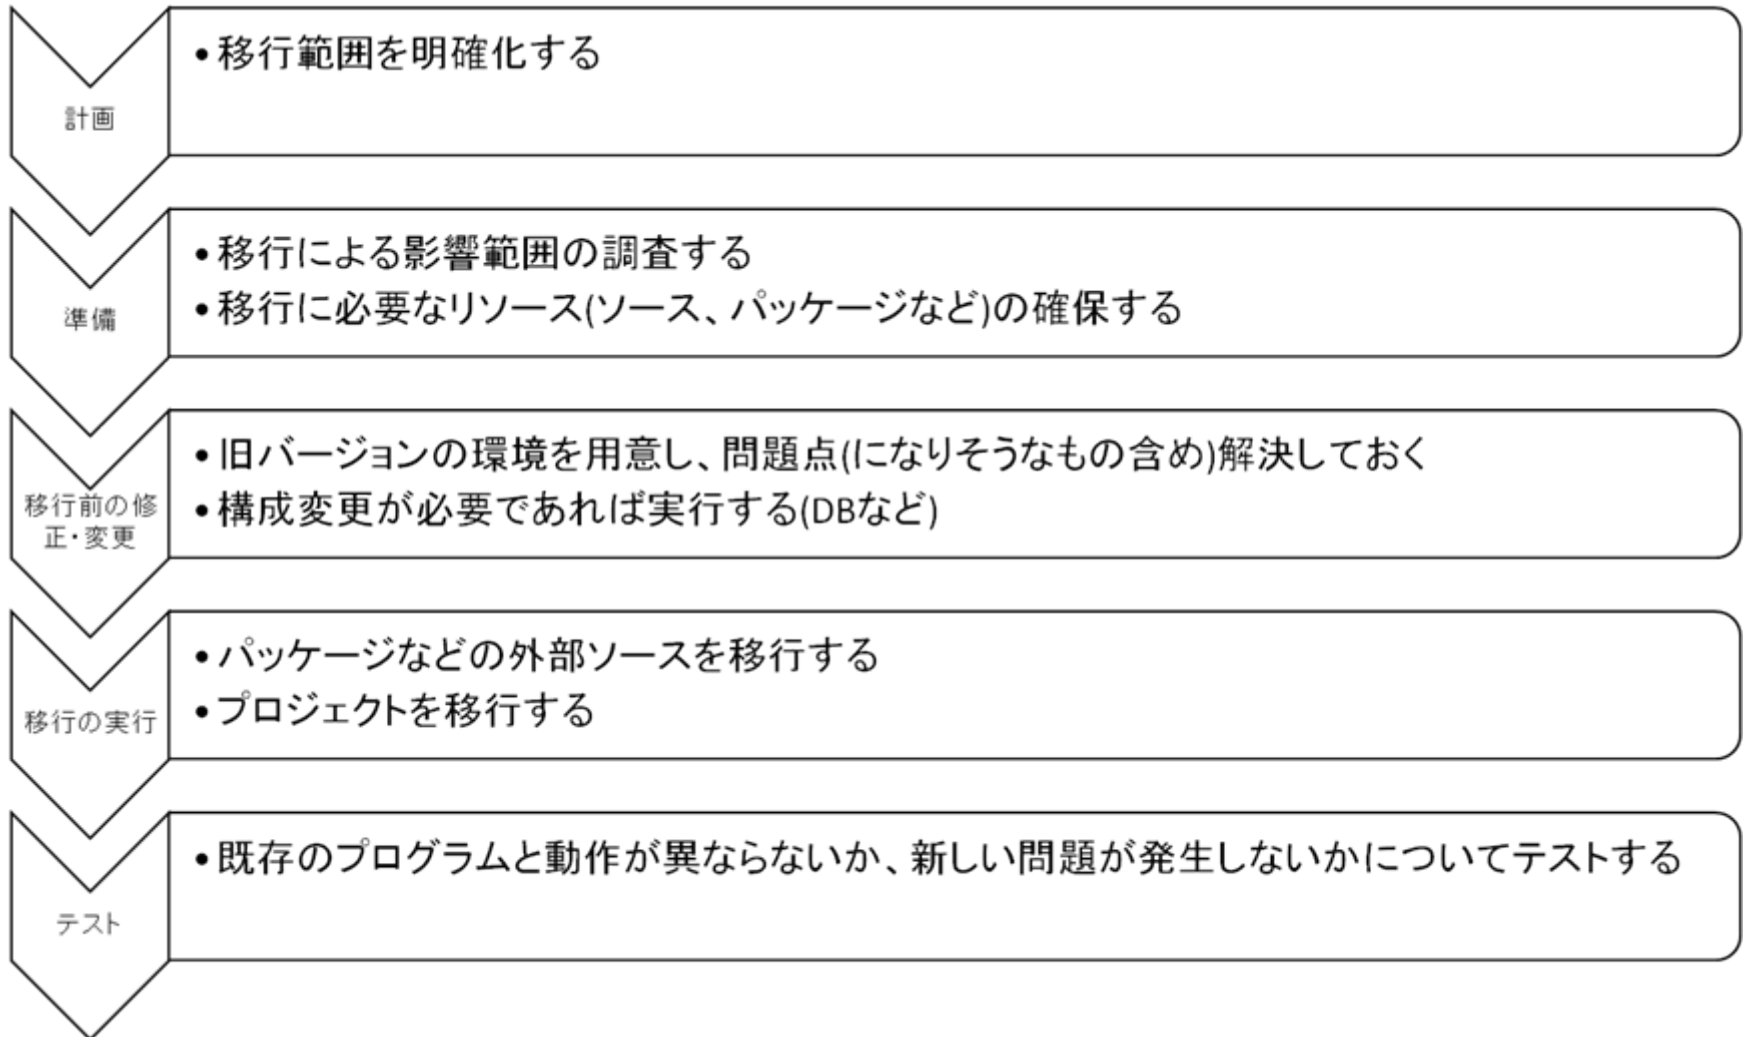 計画
•移行範囲を明確化する
準備
•移行による影響範囲の調査する
•移行に必要なリソース(ソース、パッケージなど)の確保する
移行前の修
正・変更
•旧バージョンの環境を用意し、問題点(になりそうなもの含め)解決しておく
•構成変更が必要であれば実行する(DBなど)
移行の実行
•パッケージなどの外部ソースを移行する
•プロジェクトを移行する
テスト
•既存のプログラムと動作が異ならないか、新しい問題が発生しないかについてテストする